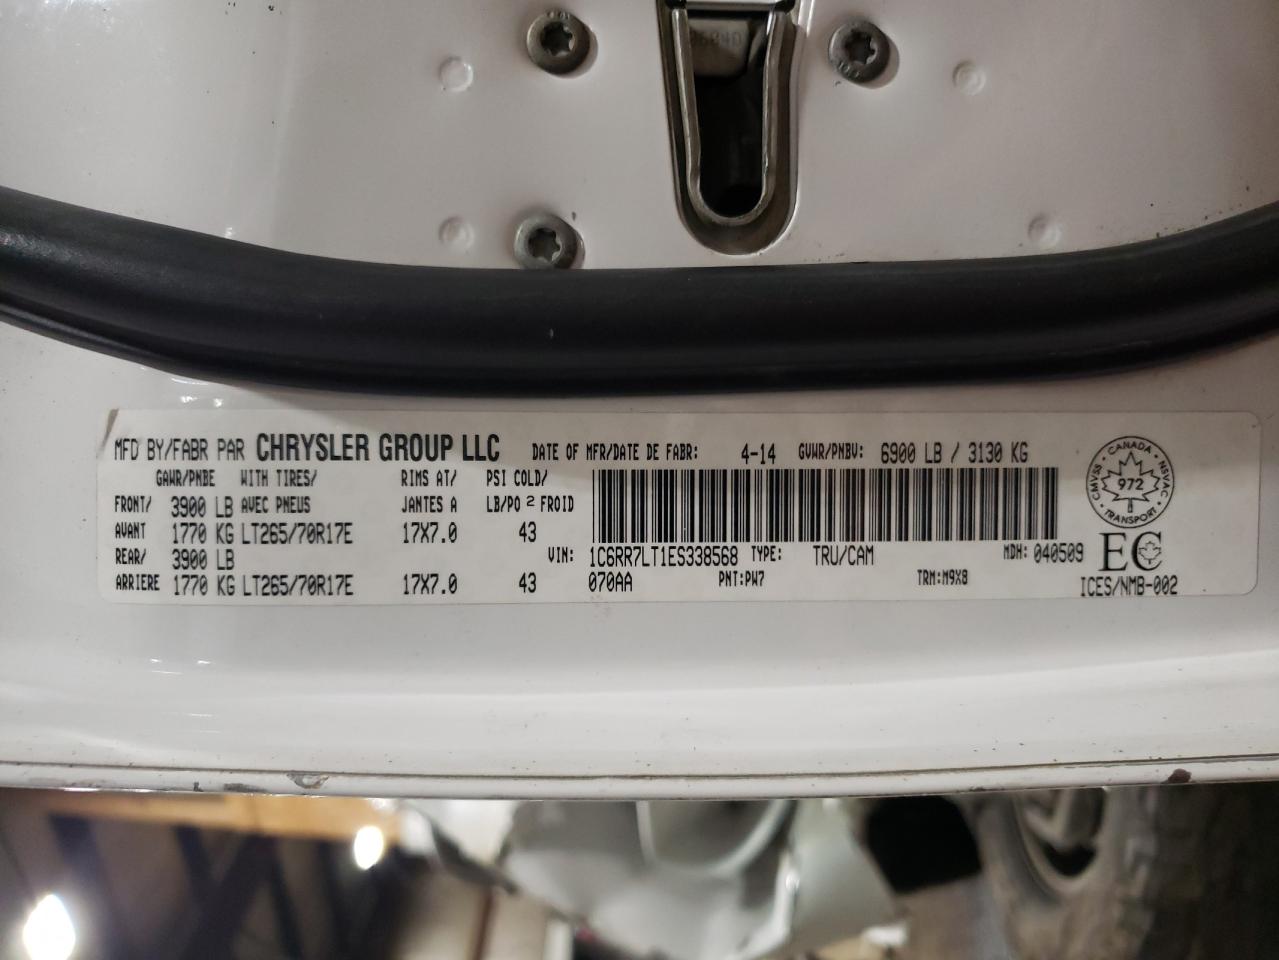 MFD BY/FABR PAR CHRYSLER GROUP LLC DATE OF MFR/DATE DE FABR: 4-14 GVWR/PNBV: 6900 LB / 3130 KG
GAWR/PNBE WITH TIRES/ RIMS AT/ PSI COLD/
FRONT/ 3900 LB AVEC PNEUS JANTES A LB/PO 2 FROID
AVANT 1770 KG LT265/70R17E 17X7.0 43
REAR/ 3900 LB VIN: 1C6RR7LT1ES338568 TYPE: TRU/CAM MDH: 040509
ARRIERE 1770 KG LT265/70R17E 17X7.0 43 070AA PNT:PW7 TRM:M9X8
CANADA
CMVSS 972 NSVAC
TRANSPORT
EC
ICES/NMB-002